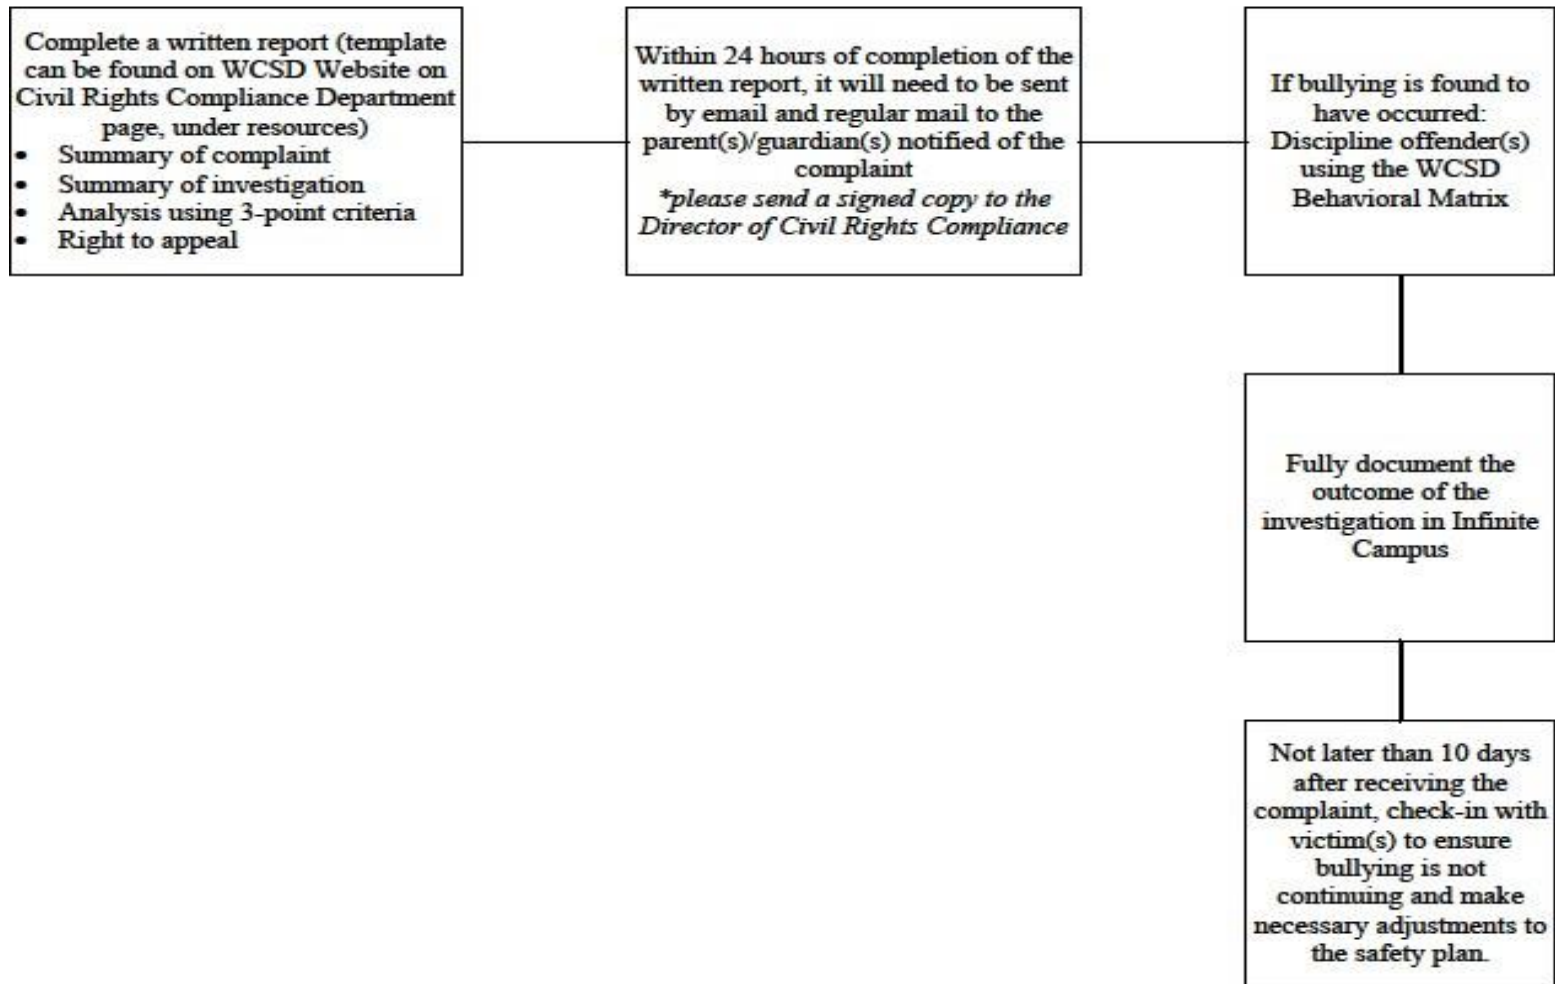 Complete a written report (template
can be found on WCSD Website on
Civil Rights Compliance Department
page, under resources)
• Summary of complaint
• Summary of investigation
• Analysis using 3-point criteria
• Right to appeal
Within 24 hours of completion of the
written report, it will need to be sent
by email and regular mail to the
parent(s)/guardian(s) notified of the
complaint
*please send a signed copy to the
Director of Civil Rights Compliance
If bullying is found to
have occurred:
Discipline offender(s)
using the WCSD
Behavioral Matrix
Fully document the
outcome of the
investigation in Infinite
Campus
Not later than 10 days
after receiving the
complaint, check-in with
victim(s) to ensure
bullying is not
continuing and make
necessary adjustments to
the safety plan.